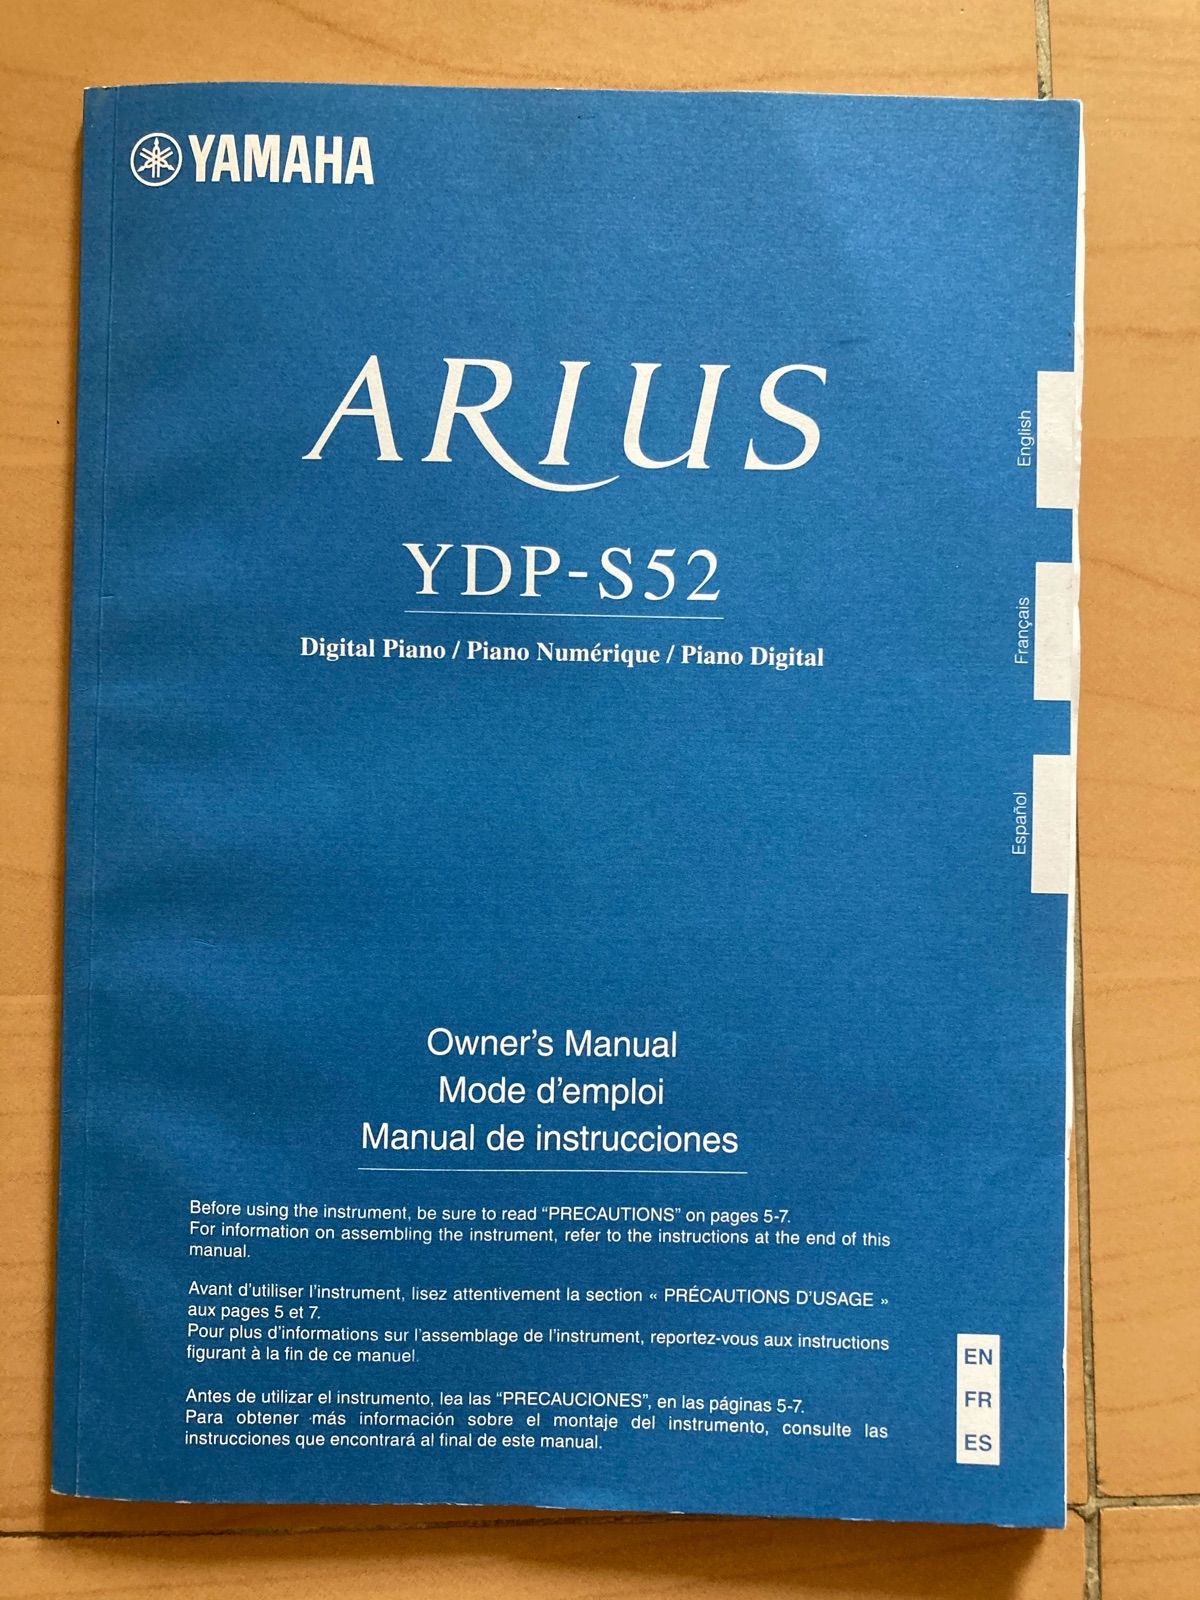 YAMAHA
ARIUS
YDP-S52
Digital Piano / Piano Numérique / Piano Digital
English
Français
Español
Owner's Manual
Mode d'emploi
Manual de instrucciones
Before using the instrument, be sure to read "PRECAUTIONS" on pages 5-7.
For information on assembling the instrument, refer to the instructions at the end of this
manual.
Avant d'utiliser l'instrument, lisez attentivement la section « PRÉCAUTIONS D'USAGE »
aux pages 5 et 7.
Pour plus d'informations sur l'assemblage de l'instrument, reportez-vous aux instructions
figurant à la fin de ce manuel.
Antes de utilizar el instrumento, lea las "PRECAUCIONES", en las páginas 5-7.
Para obtener más información sobre el montaje del instrumento, consulte las
instrucciones que encontrará al final de este manual.
EN
FR
ES